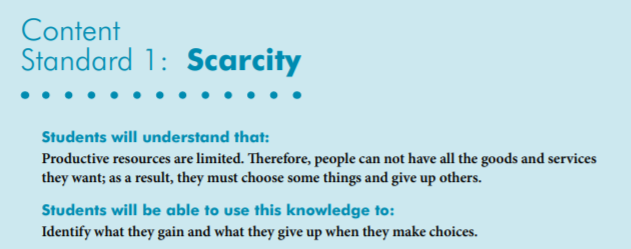 Content
Standard 1: Scarcity
Students will understand that:
Productive resources are limited. Therefore, people can not have all the goods and services
they want; as a result, they must choose some things and give up others.
Students will be able to use this knowledge to:
Identify what they gain and what they give up when they make choices.